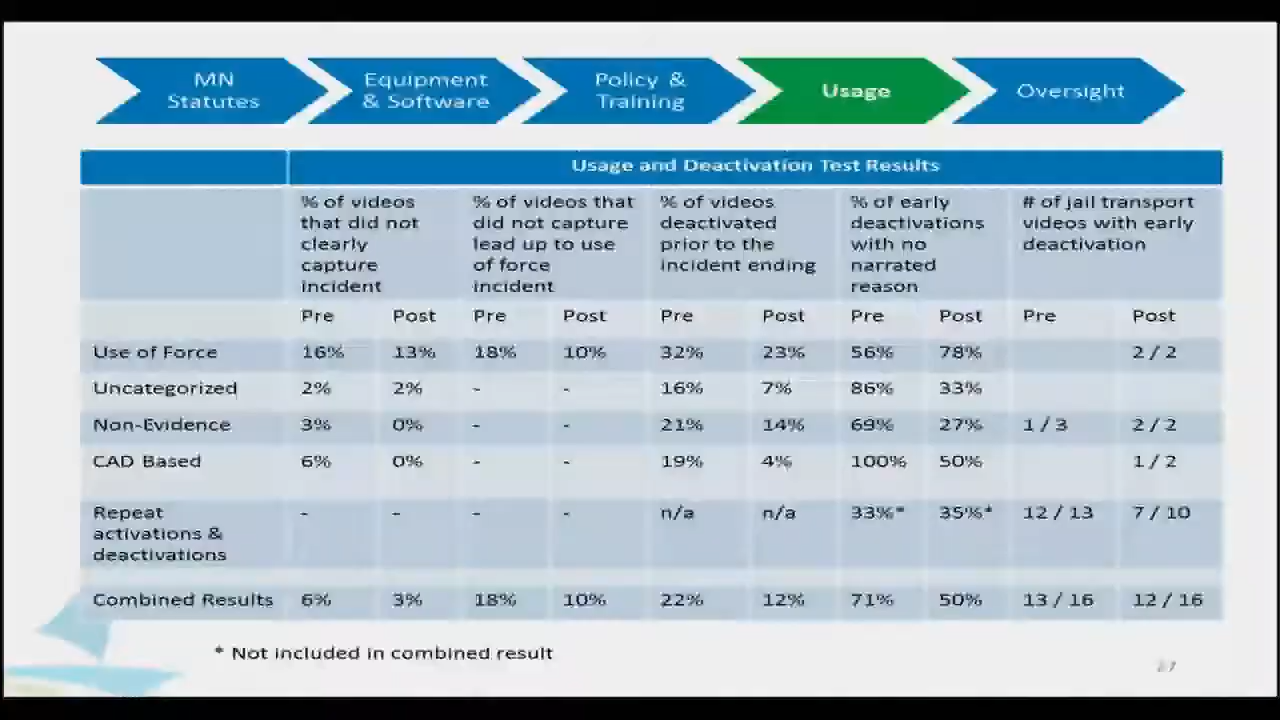 MN Statutes
Equipment & Software
Policy & Training
Usage
Oversight
Usage and Deactivation Test Results
% of videos that did not clearly capture incident
% of videos that did not capture lead up to use of force incident
% of videos deactivated prior to the incident ending
% of early deactivations with no narrated reason
# of jail transport videos with early deactivation
Pre Post Pre Post Pre Post Pre Post Pre Post
Use of Force 16% 13% 18% 10% 32% 23% 56% 78% 2 / 2
Uncategorized 2% 2% - - 16% 7% 86% 33%
Non-Evidence 3% 0% - - 21% 14% 69% 27% 1 / 3 2 / 2
CAD Based 6% 0% - - 19% 4% 100% 50% 1 / 2
Repeat activations & deactivations - - - - n/a n/a 33%* 35%* 12 / 13 7 / 10
Combined Results 6% 3% 18% 10% 22% 12% 71% 50% 13 / 16 12 / 16
* Not included in combined result